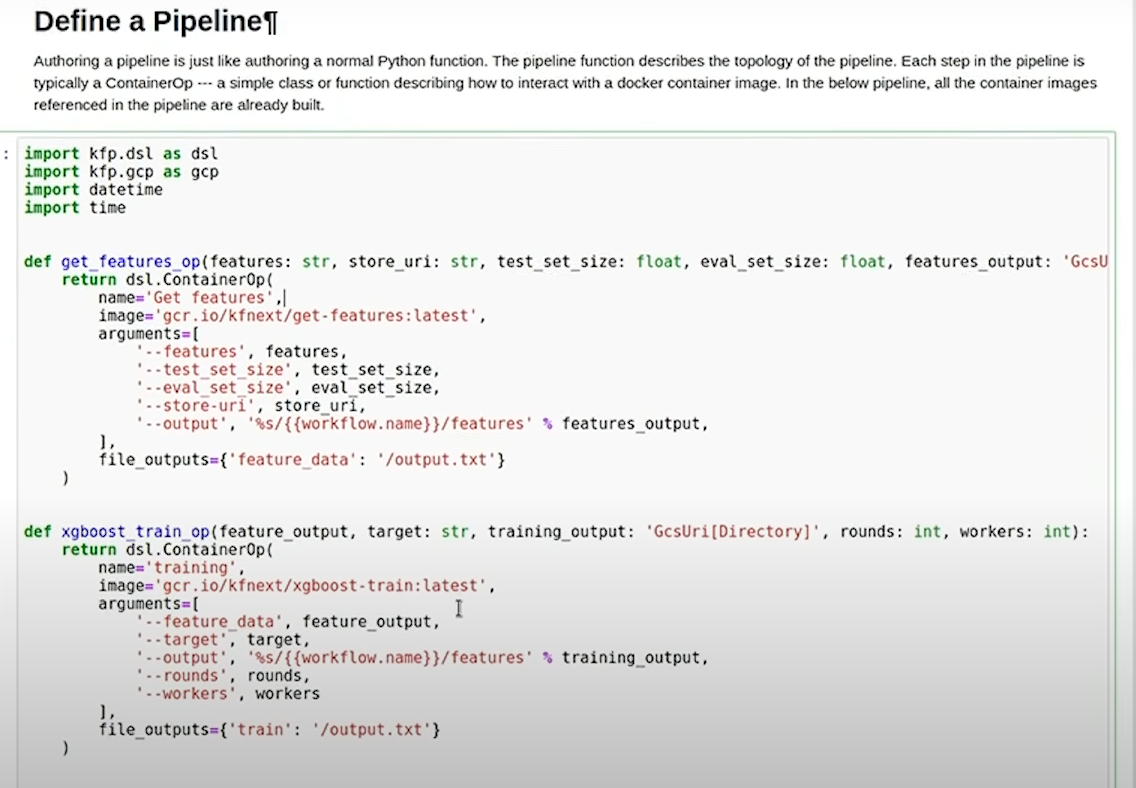 Define a Pipeline¶
Authoring a pipeline is just like authoring a normal Python function. The pipeline function describes the topology of the pipeline. Each step in the pipeline is
typically a ContainerOp --- a simple class or function describing how to interact with a docker container image. In the below pipeline, all the container images
referenced in the pipeline are already built.
:
import kfp.dsl as dsl
import kfp.gcp as gcp
import datetime
import time
def get_features_op(features: str, store_uri: str, test_set_size: float, eval_set_size: float, features_output: 'GcsU
    return dsl.ContainerOp(
        name='Get features',
        image='gcr.io/kfnext/get-features:latest',
        arguments=[
            '--features', features,
            '--test_set_size', test_set_size,
            '--eval_set_size', eval_set_size,
            '--store-uri', store_uri,
            '--output', '%s/{{workflow.name}}/features' % features_output,
        ],
        file_outputs={'feature_data': '/output.txt'}
    )
def xgboost_train_op(feature_output, target: str, training_output: 'GcsUri[Directory]', rounds: int, workers: int):
    return dsl.ContainerOp(
        name='training',
        image='gcr.io/kfnext/xgboost-train:latest',
        arguments=[
            '--feature_data', feature_output,
            '--target', target,
            '--output', '%s/{{workflow.name}}/features' % training_output,
            '--rounds', rounds,
            '--workers', workers
        ],
        file_outputs={'train': '/output.txt'}
    )